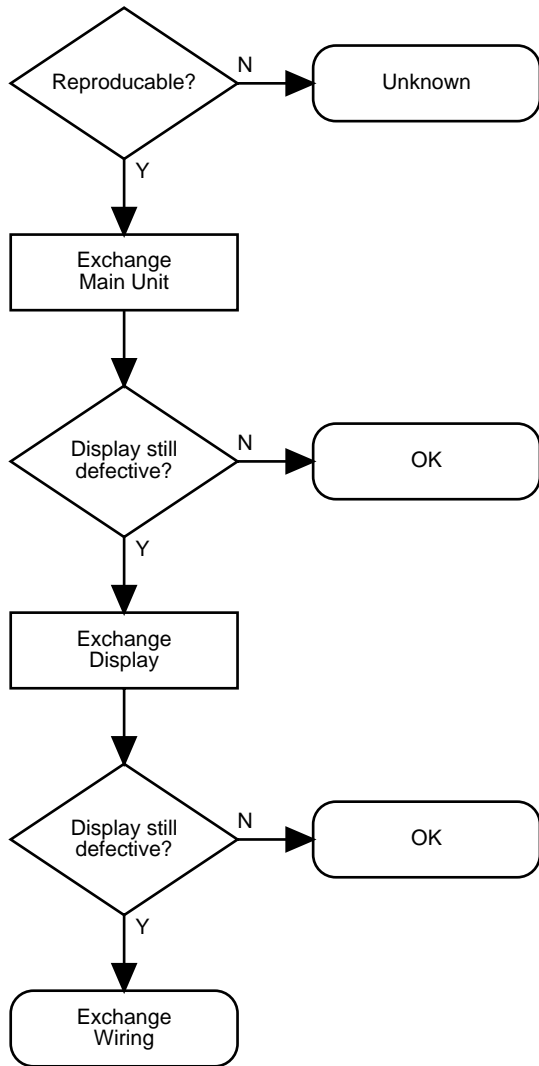 Reproducable?
N
Unknown
Y
Exchange
Main Unit
Display still
defective?
N
OK
Y
Exchange
Display
Display still
defective?
N
OK
Y
Exchange
Wiring